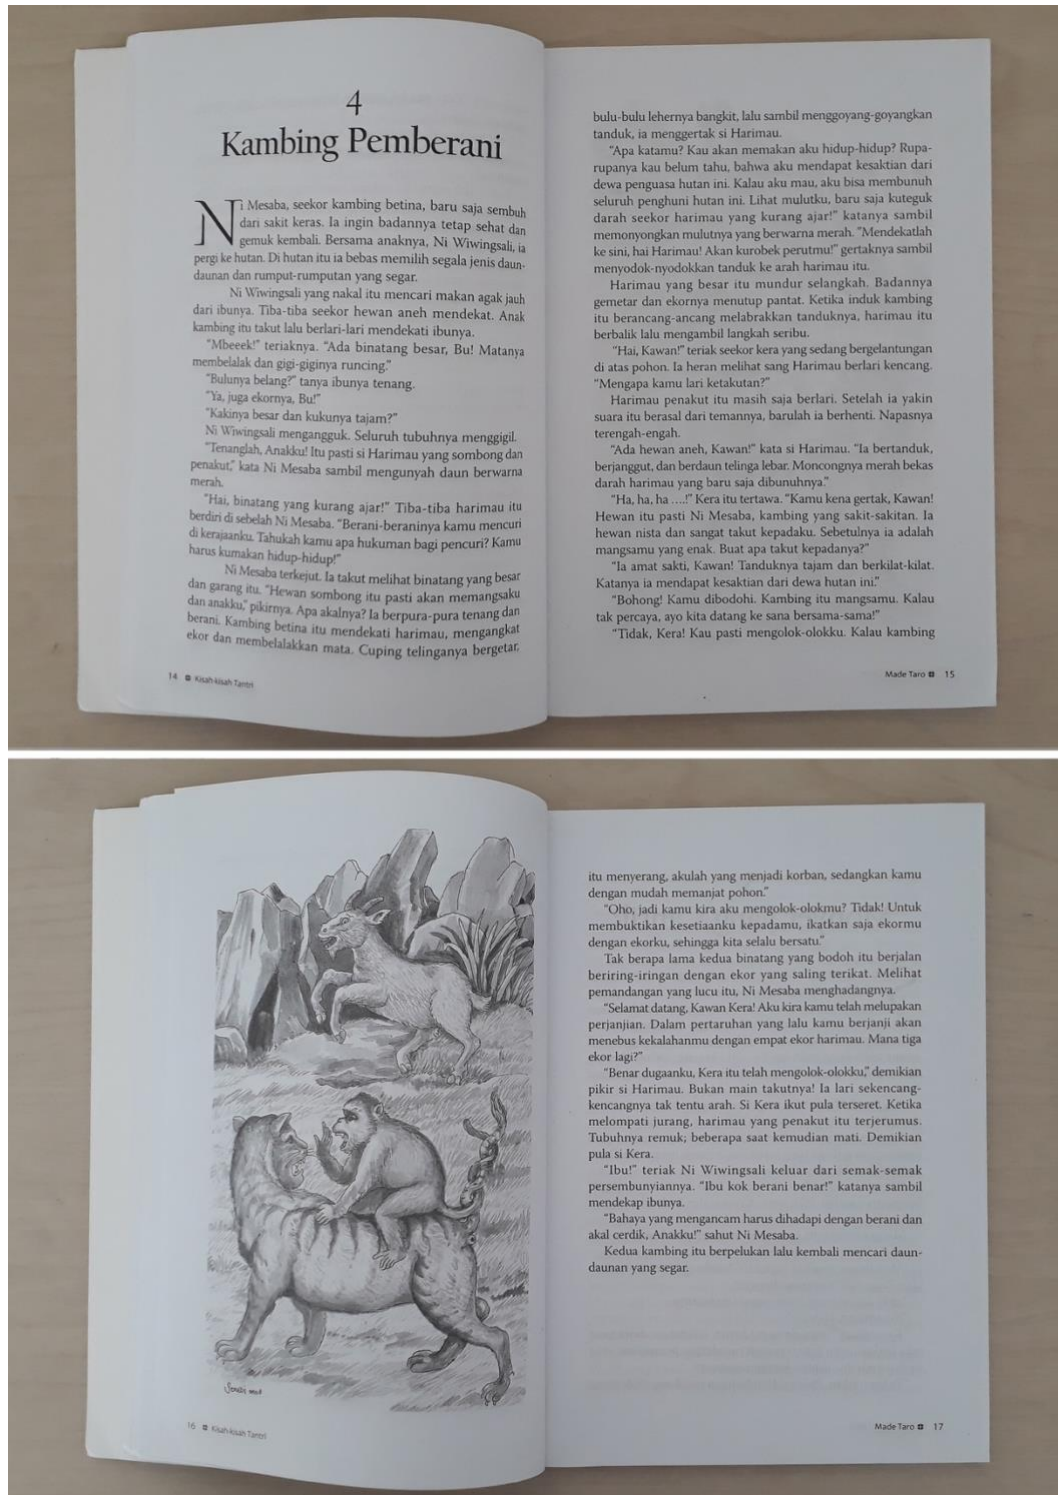 4
Kambing Pemberani
Ni Mesaba, seekor kambing betina, baru saja sembuh
dari sakit keras. Ia ingin badannya tetap sehat dan
gemuk kembali. Bersama anaknya, Ni Wiwingsali, ia
pergi ke hutan. Di hutan itu ia bebas memilih segala jenis daun-
daunan dan rumput-rumputan yang segar.
Ni Wiwingsali yang nakal itu mencari makan agak jauh
dari ibunya. Tiba-tiba seekor hewan aneh mendekat. Anak
kambing itu takut lalu berlari-lari mendekati ibunya.
"Mbeeek!" teriaknya. "Ada binatang besar, Bu! Matanya
membelalak dan gigi-giginya runcing."
"Bulunya belang?" tanya ibunya tenang.
"Ya, juga ekornya, Bu!"
"Kakinya besar dan kukunya tajam?"
Ni Wiwingsali mengangguk. Seluruh tubuhnya menggigil.
"Tenanglah, Anakku! Itu pasti si Harimau yang sombong dan
penakut," kata Ni Mesaba sambil mengunyah daun berwarna
merah.
"Hai, binatang yang kurang ajar!" Tiba-tiba harimau itu
berdiri di sebelah Ni Mesaba. "Berani-beraninya kamu mencuri
di kerajaanku. Tahukah kamu apa hukuman bagi pencuri? Kamu
harus kumakan hidup-hidup!"
Ni Mesaba terkejut. Ia takut melihat binatang yang besar
dan garang itu. "Hewan sombong itu pasti akan memangsaku
dan anakku," pikirnya. Apa akalnya? Ia berpura-pura tenang dan
berani. Kambing betina itu mendekati harimau, mengangkat
ekor dan membelalakkan mata. Cuping telinganya bergetar,
14 Kisah-kisah Tantri
bulu-bulu lehernya bangkit, lalu sambil menggoyang-goyangkan
tanduk, ia menggertak si Harimau.
"Apa katamu? Kau akan memakan aku hidup-hidup? Rupa-
rupanya kau belum tahu, bahwa aku mendapat kesaktian dari
dewa penguasa hutan ini. Kalau aku mau, aku bisa membunuh
seluruh penghuni hutan ini. Lihat mulutku, baru saja kuteguk
darah seekor harimau yang kurang ajar!" katanya sambil
memonyongkan mulutnya yang berwarna merah. "Mendekatlah
ke sini, hai Harimau! Akan kurobek perutmu!" gertaknya sambil
menyodok-nyodokkan tanduk ke arah harimau itu.
Harimau yang besar itu mundur selangkah. Badannya
gemetar dan ekornya menutup pantat. Ketika induk kambing
itu berancang-ancang melabrakkan tanduknya, harimau itu
berbalik lalu mengambil langkah seribu.
"Hai, Kawan!" teriak seekor kera yang sedang bergelantungan
di atas pohon. Ia heran melihat sang Harimau berlari kencang.
"Mengapa kamu lari ketakutan?"
Harimau penakut itu masih saja berlari. Setelah ia yakin
suara itu berasal dari temannya, barulah ia berhenti. Napasnya
terengah-engah.
"Ada hewan aneh, Kawan!" kata si Harimau. "Ia bertanduk,
berjanggut, dan berdaun telinga lebar. Moncongnya merah bekas
darah harimau yang baru saja dibunuhnya."
"Ha, ha, ha ....!" Kera itu tertawa. "Kamu kena gertak, Kawan!
Hewan itu pasti Ni Mesaba, kambing yang sakit-sakitan. Ia
hewan nista dan sangat takut kepadaku. Sebetulnya ia adalah
mangsamu yang enak. Buat apa takut kepadanya?"
"Ia amat sakti, Kawan! Tanduknya tajam dan berkilat-kilat.
Katanya ia mendapat kesaktian dari dewa hutan ini."
"Bohong! Kamu dibodohi. Kambing itu mangsamu. Kalau
tak percaya, ayo kita datang ke sana bersama-sama!"
"Tidak, Kera! Kau pasti mengolok-olokku. Kalau kambing
Made Taro 15
16 Kisah-kisah Tantri
itu menyerang, akulah yang menjadi korban, sedangkan kamu
dengan mudah memanjat pohon."
"Oho, jadi kamu kira aku mengolok-olokmu? Tidak! Untuk
membuktikan kesetiaanku kepadamu, ikatkan saja ekormu
dengan ekorku, sehingga kita selalu bersatu."
Tak berapa lama kedua binatang yang bodoh itu berjalan
beriring-iringan dengan ekor yang saling terikat. Melihat
pemandangan yang lucu itu, Ni Mesaba menghadangnya.
"Selamat datang, Kawan Kera! Aku kira kamu telah melupakan
perjanjian. Dalam pertaruhan yang lalu kamu berjanji akan
menebus kekalahanmu dengan empat ekor harimau. Mana tiga
ekor lagi?"
"Benar dugaanku, Kera itu telah mengolok-olokku," demikian
pikir si Harimau. Bukan main takutnya! Ia lari sekencang-
kencangnya tak tentu arah. Si Kera ikut pula terseret. Ketika
melompati jurang, harimau yang penakut itu terjerumus.
Tubuhnya remuk; beberapa saat kemudian mati. Demikian
pula si Kera.
"Ibu!" teriak Ni Wiwingsali keluar dari semak-semak
persembunyiannya. "Ibu kok berani benar!" katanya sambil
mendekap ibunya.
"Bahaya yang mengancam harus dihadapi dengan berani dan
akal cerdik, Anakku!" sahut Ni Mesaba.
Kedua kambing itu berpelukan lalu kembali mencari daun-
daunan yang segar.
Made Taro 17